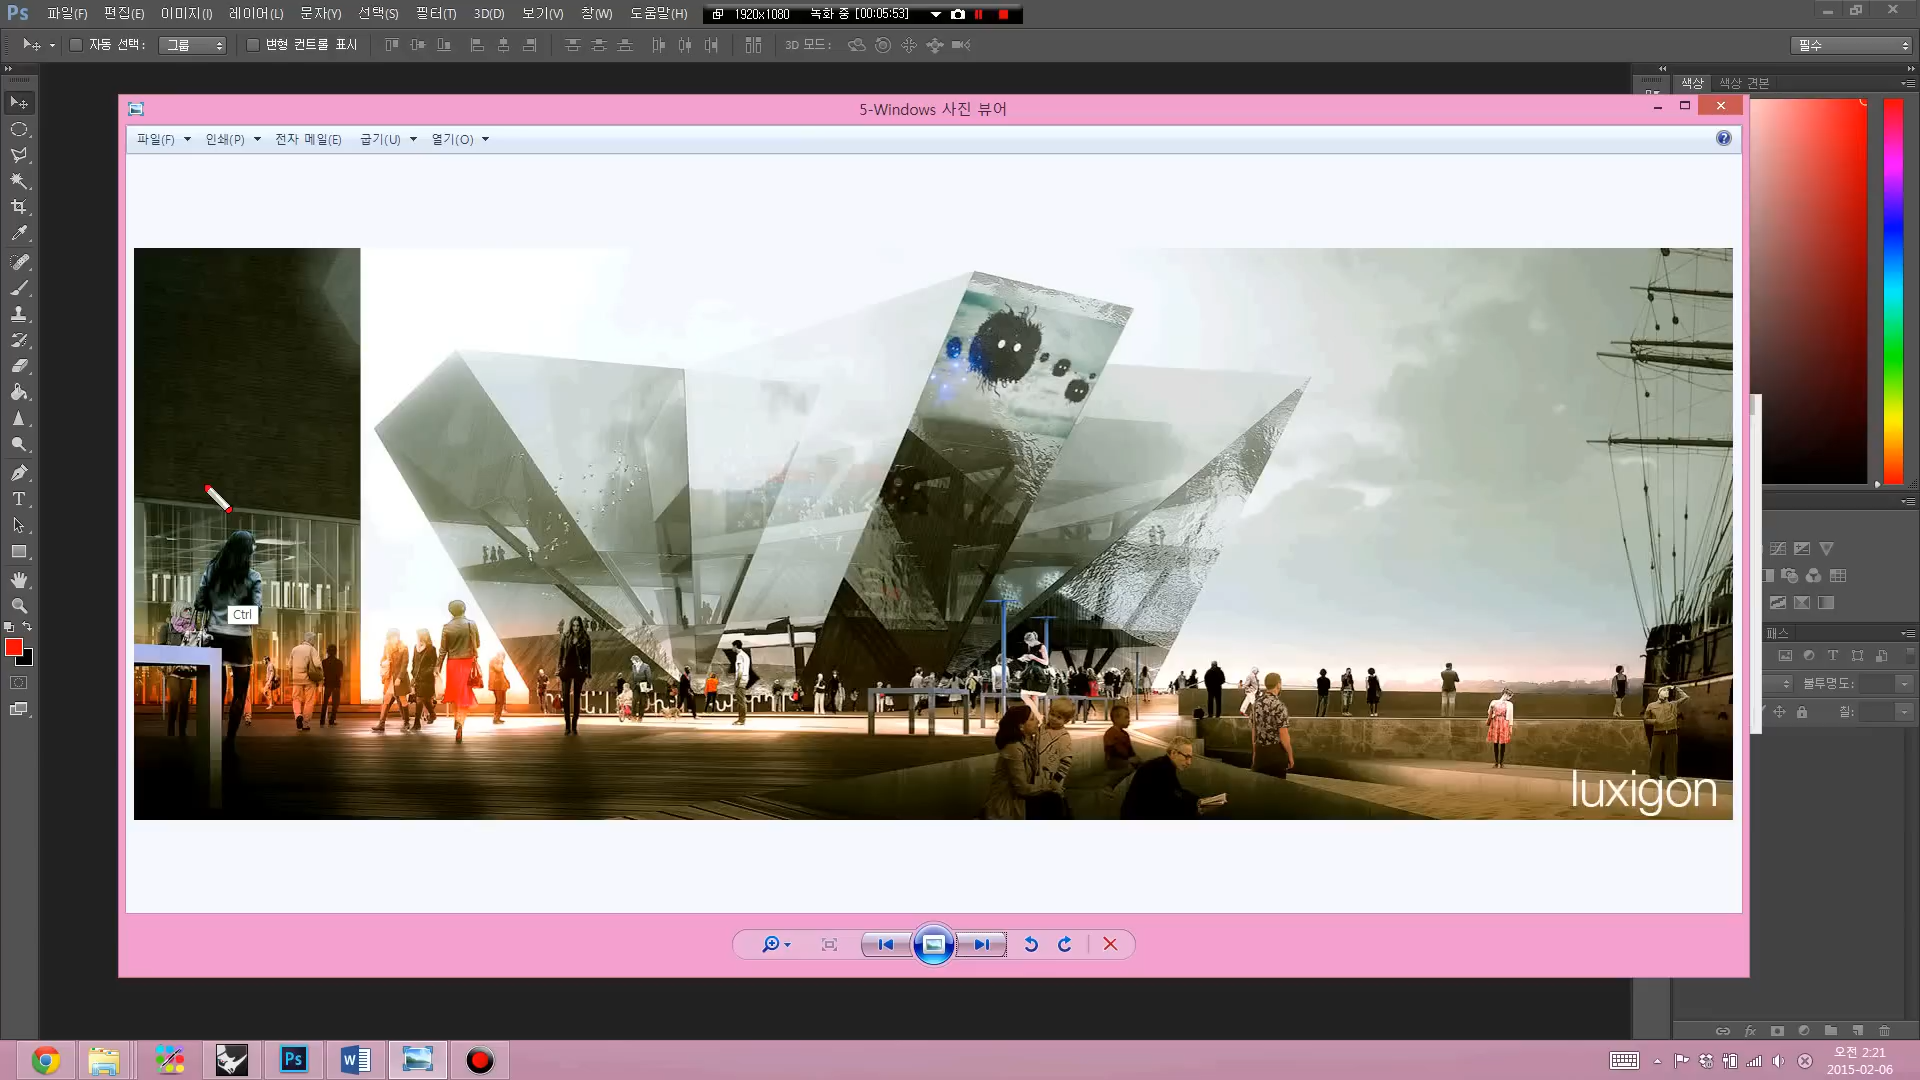 Ps 파일(F) 편집(E) 이미지(I) 레이어(L) 문자(Y) 선택(S) 필터(T) 3D(D) 보기(V) 창(W) 도움말(H) 1920x1080 녹화 중 [00:05:53]
자동 선택: 그룹 변형 컨트롤 표시 3D 모드: 필수
색상 색상 견본
5-Windows 사진 뷰어
파일(F) 인쇄(P) 전자 메일(E) 굽기(U) 열기(O)
Ctrl
패스
불투명도:
칠:
luxigon
오전 2:21
2015-02-06